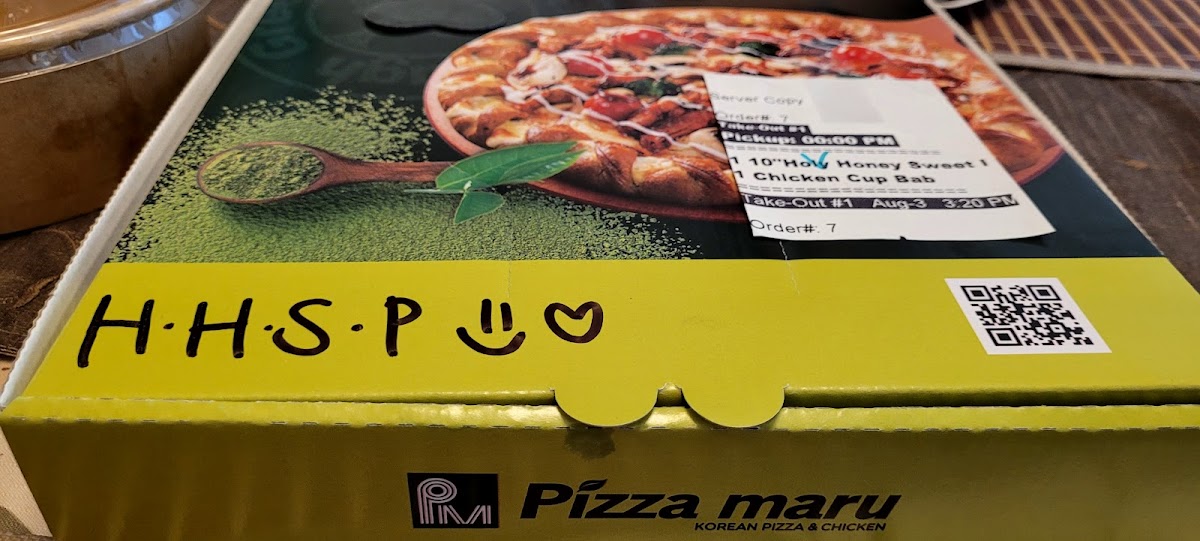 Server Copy
Order#: 7
Take-Out #1
Pickup: 00:00 PM
1 10"Hot Honey Sweet
1 Chicken Cup Bab
Take-Out #1 Aug-3 3:20 PM
Order#: 7
H.H.S.P
PM
Pizza maru
KOREAN PIZZA & CHICKEN